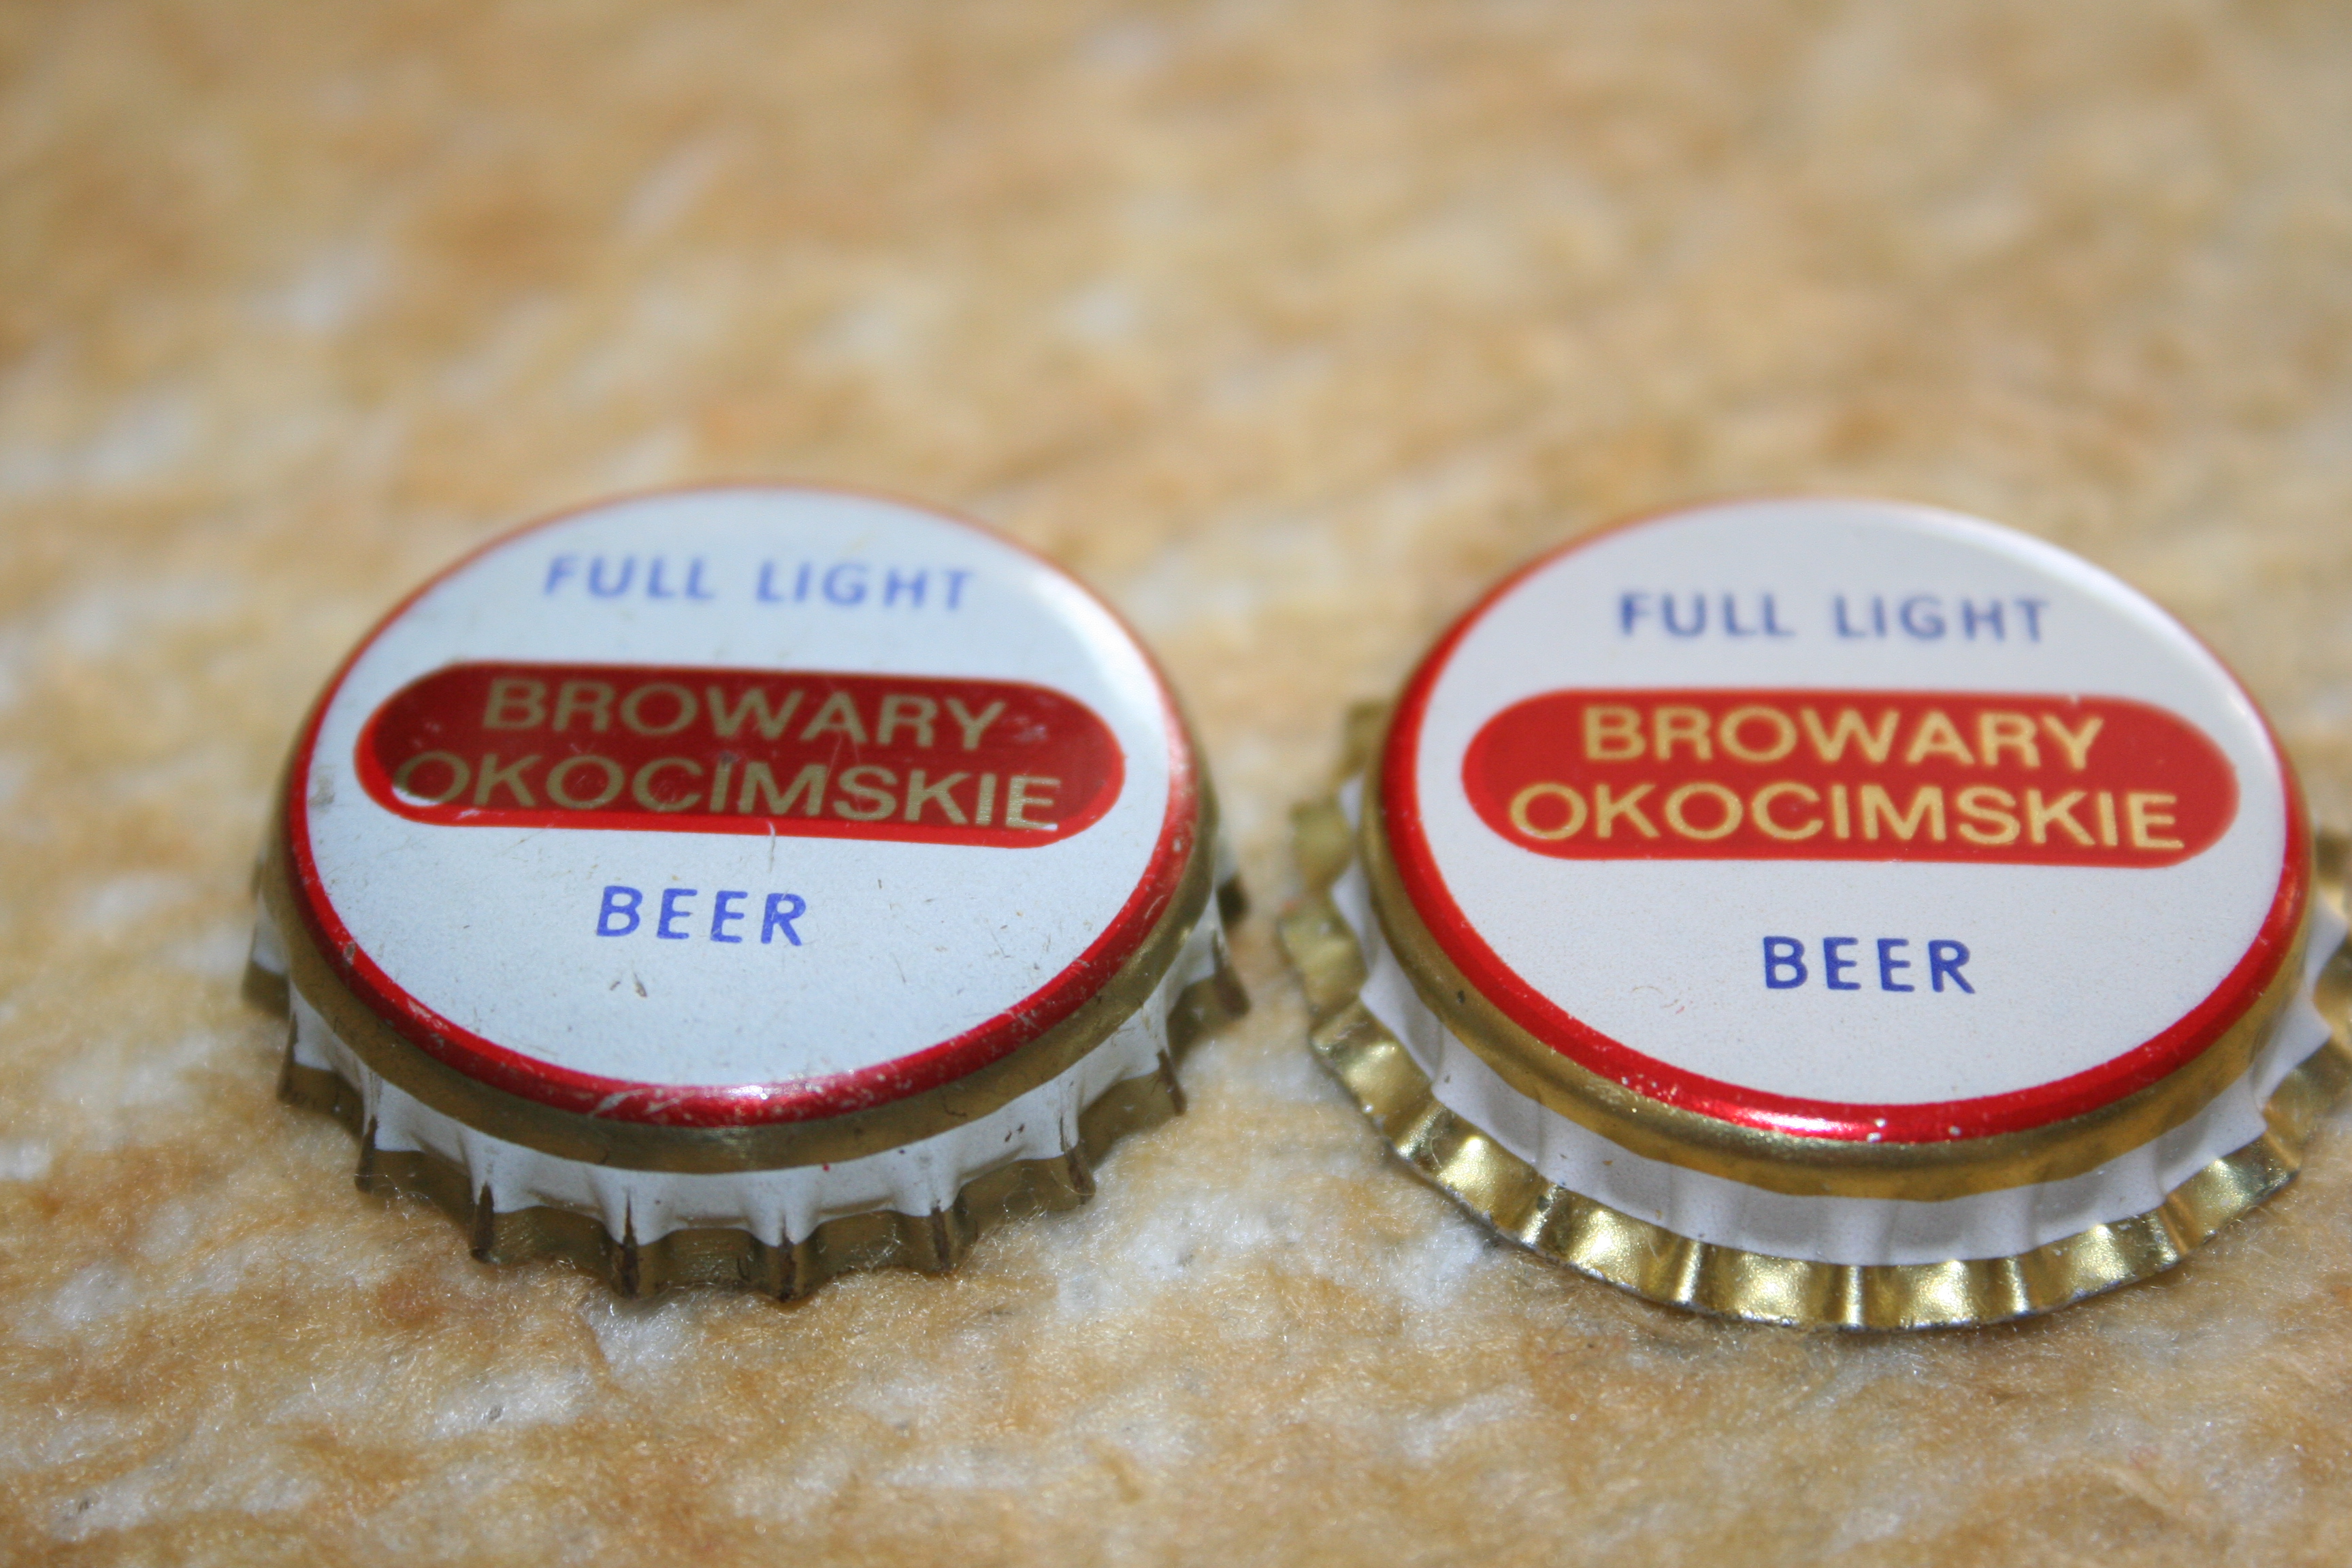 FULL LIGHT
BROWARY
OKOCIMSKIE
BEER
FULL LIGHT
BROWARY
OKOCIMSKIE
BEER